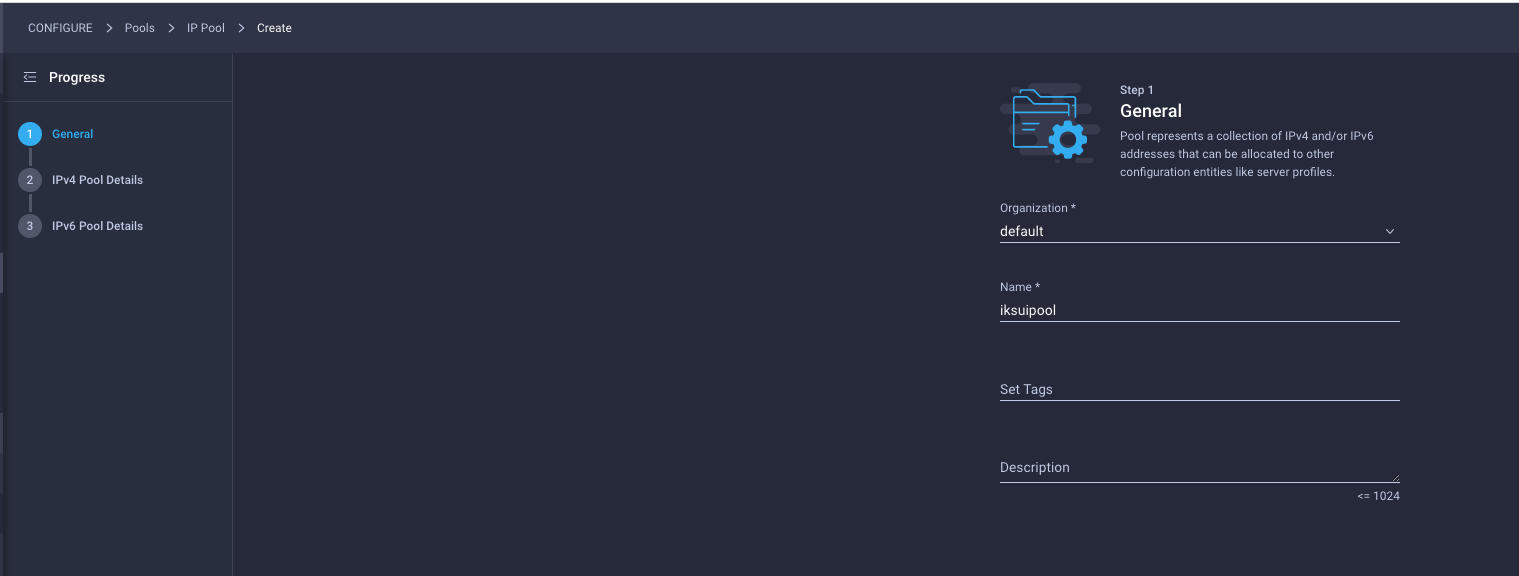 CONFIGURE > Pools > IP Pool > Create
Progress
1 General
2 IPv4 Pool Details
3 IPv6 Pool Details
Step 1
General
Pool represents a collection of IPv4 and/or IPv6
addresses that can be allocated to other
configuration entities like server profiles.
Organization *
default
Name *
iksuipool
Set Tags
Description
<= 1024